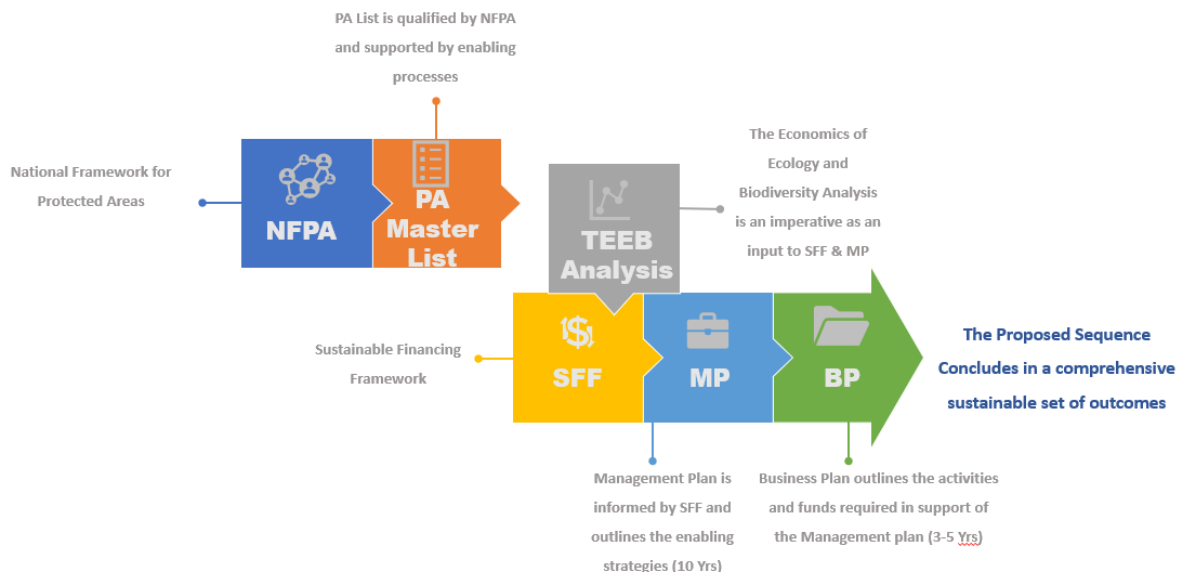 PA List is qualified by NFPA
and supported by enabling
processes
National Framework for
Protected Areas
NFPA
PA
Master
List
TEEB
Analysis
The Economics of
Ecology and
Biodiversity Analysis
is an imperative as an
input to SFF & MP
Sustainable Financing
Framework
SFF
MP
BP
The Proposed Sequence
Concludes in a comprehensive
sustainable set of outcomes
Management Plan is
informed by SFF and
outlines the enabling
strategies (10 Yrs)
Business Plan outlines the activities
and funds required in support of
the Management plan (3-5 Yrs)